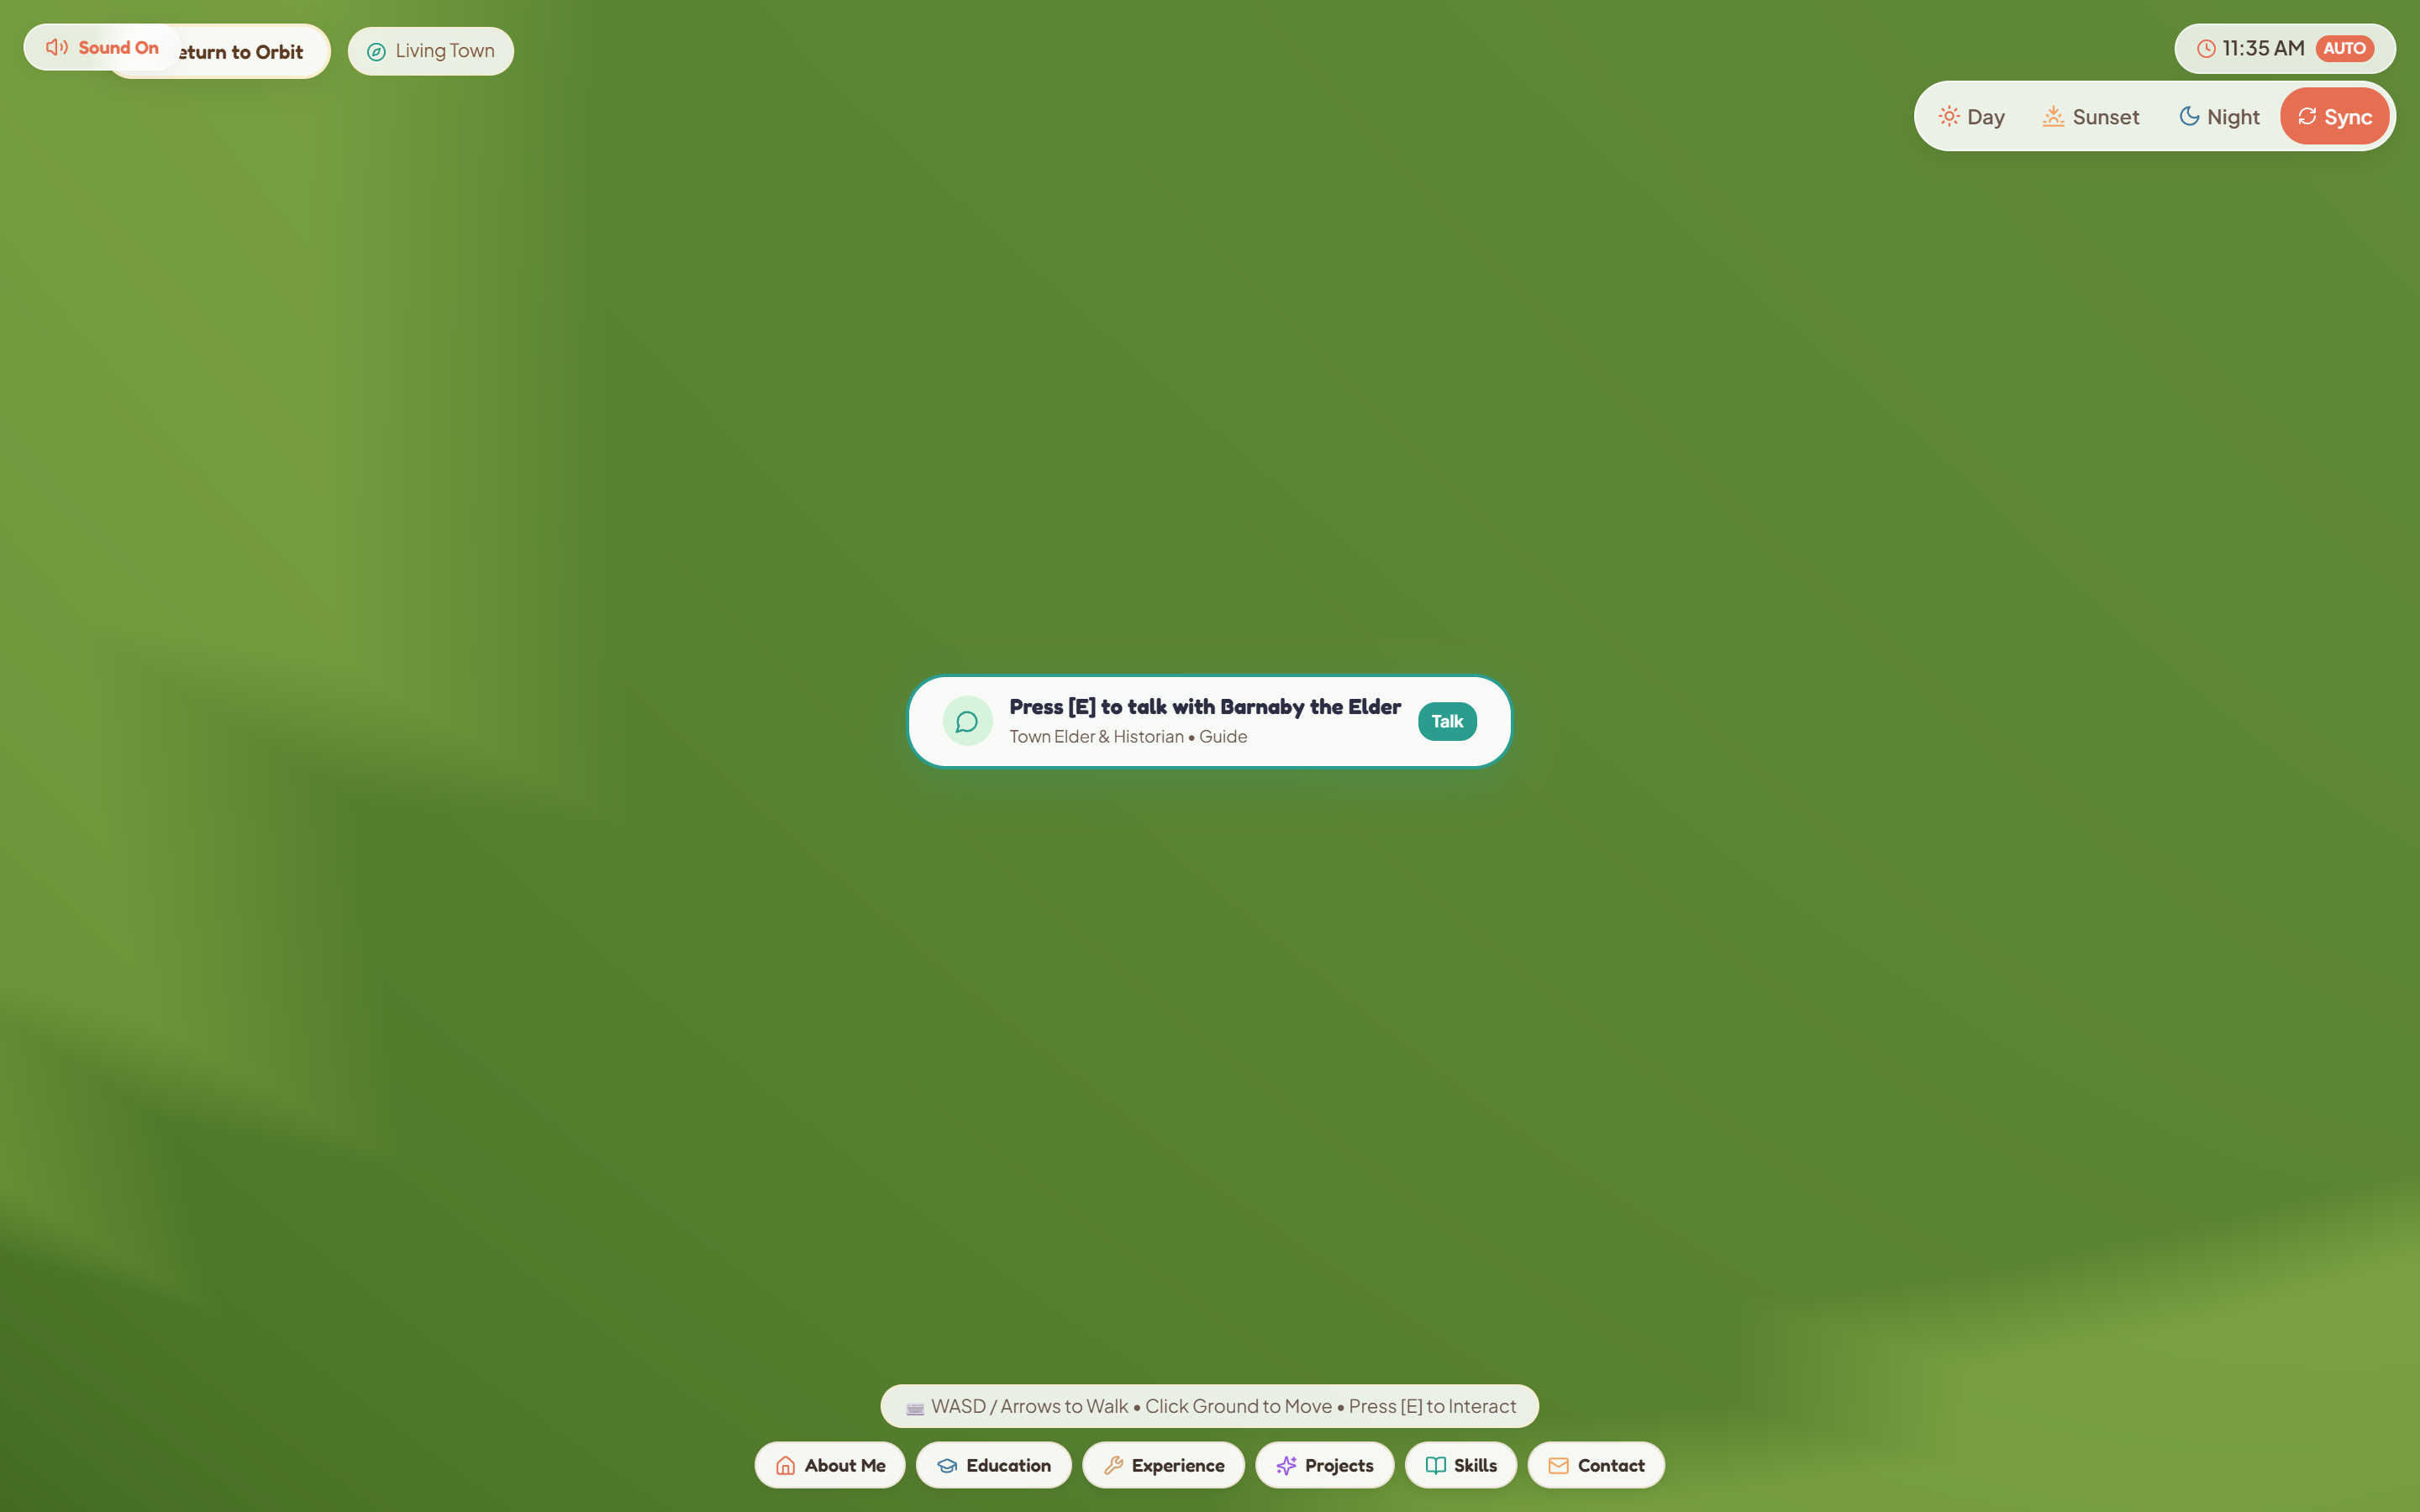 Sound On
eturn to Orbit
Living Town
11:35 AM AUTO
Day Sunset Night Sync
Press [E] to talk with Barnaby the Elder
Town Elder & Historian • Guide
Talk
WASD / Arrows to Walk • Click Ground to Move • Press [E] to Interact
About Me Education Experience Projects Skills Contact